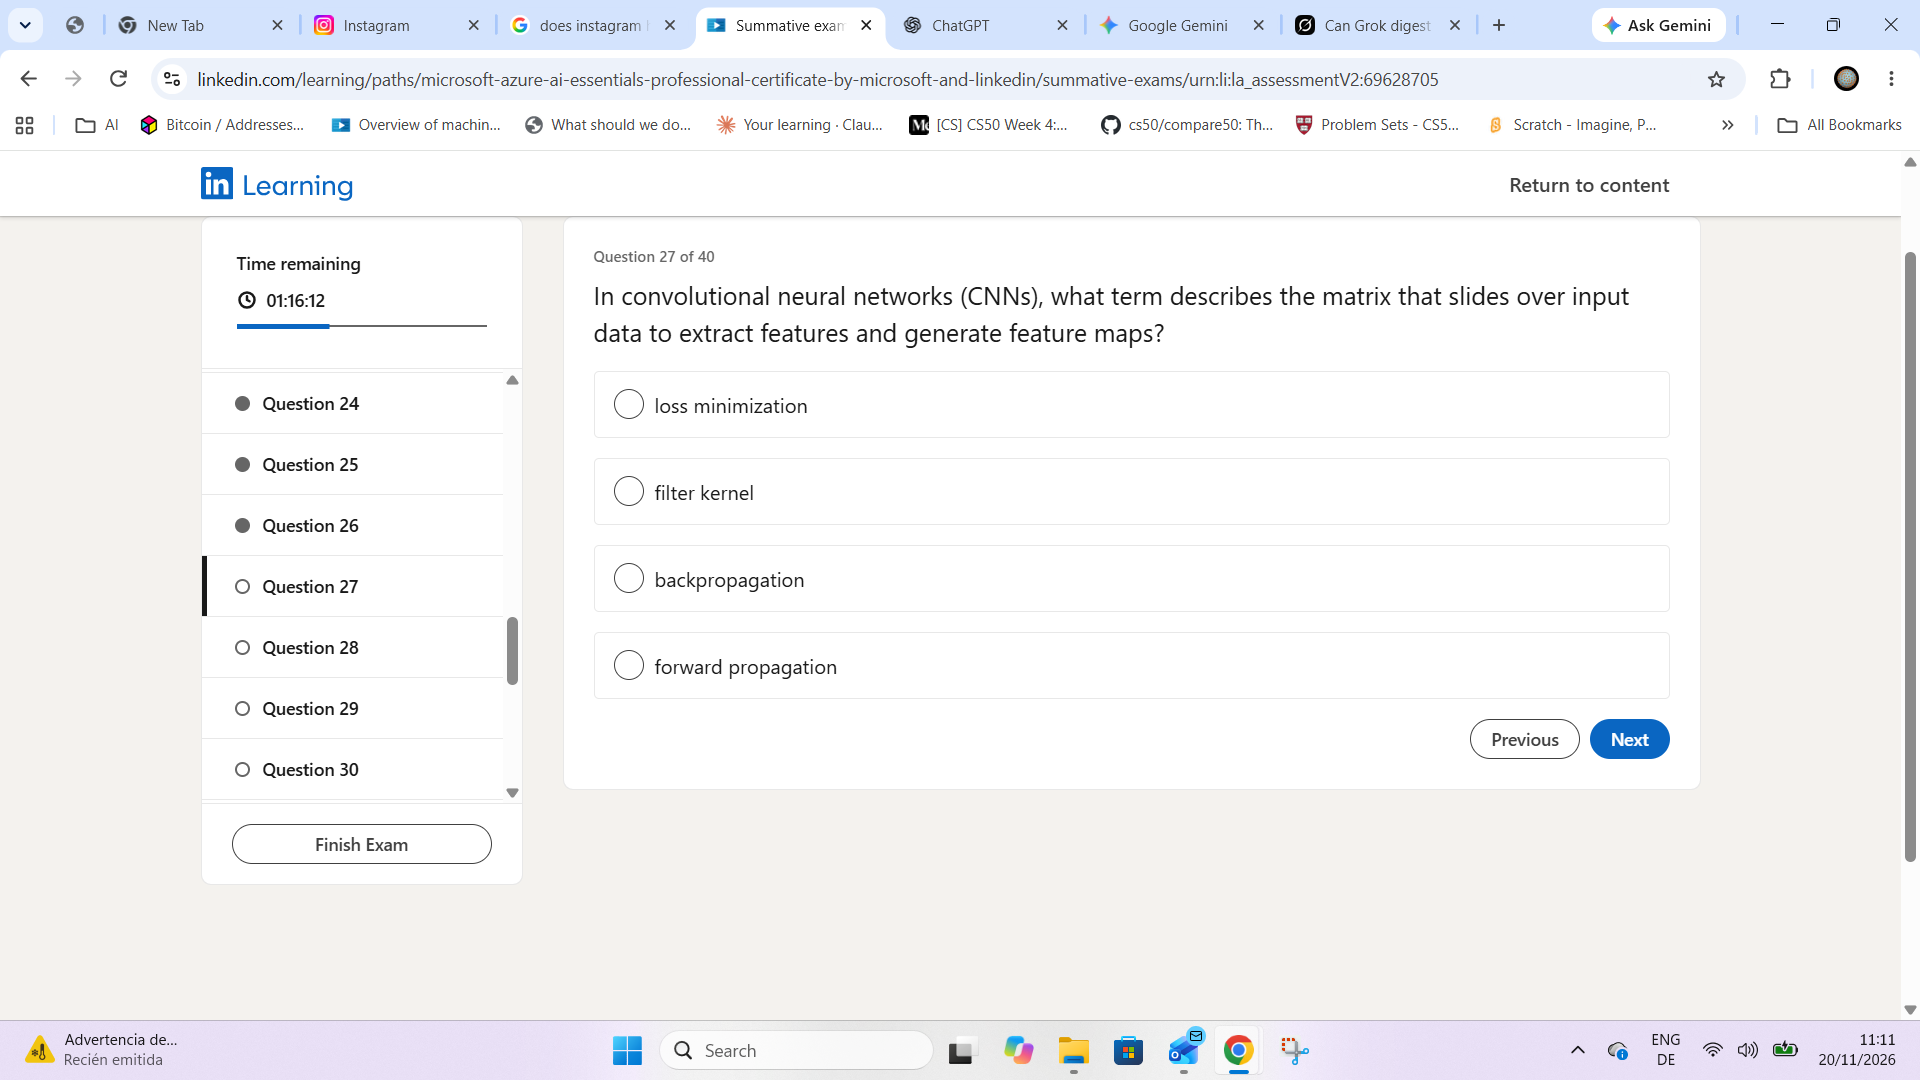 New Tab
Instagram
does instagram
Summative exam
ChatGPT
Google Gemini
Can Grok digest
Ask Gemini
linkedin.com/learning/paths/microsoft-azure-ai-essentials-professional-certificate-by-microsoft-and-linkedin/summative-exams/urn:li:la_assessmentV2:69628705
AI
Bitcoin / Addresses...
Overview of machin...
What should we do...
Your learning · Clau...
[CS] CS50 Week 4:...
cs50/compare50: Th...
Problem Sets - CS5...
Scratch - Imagine, P...
All Bookmarks
in Learning
Return to content
Time remaining
01:16:12
Question 24
Question 25
Question 26
Question 27
Question 28
Question 29
Question 30
Finish Exam
Question 27 of 40
In convolutional neural networks (CNNs), what term describes the matrix that slides over input
data to extract features and generate feature maps?
loss minimization
filter kernel
backpropagation
forward propagation
Previous
Next
Advertencia de...
Recién emitida
Search
ENG
DE
11:11
20/11/2026